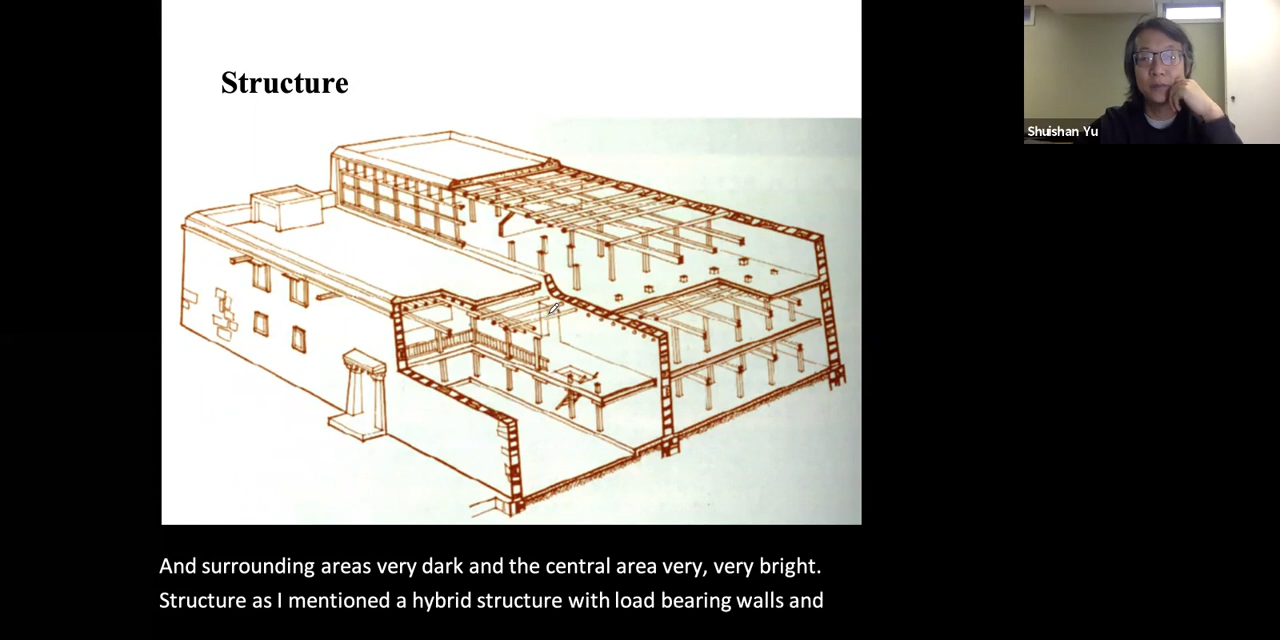 Structure
Shuishan Yu
And surrounding areas very dark and the central area very, very bright.
Structure as I mentioned a hybrid structure with load bearing walls and